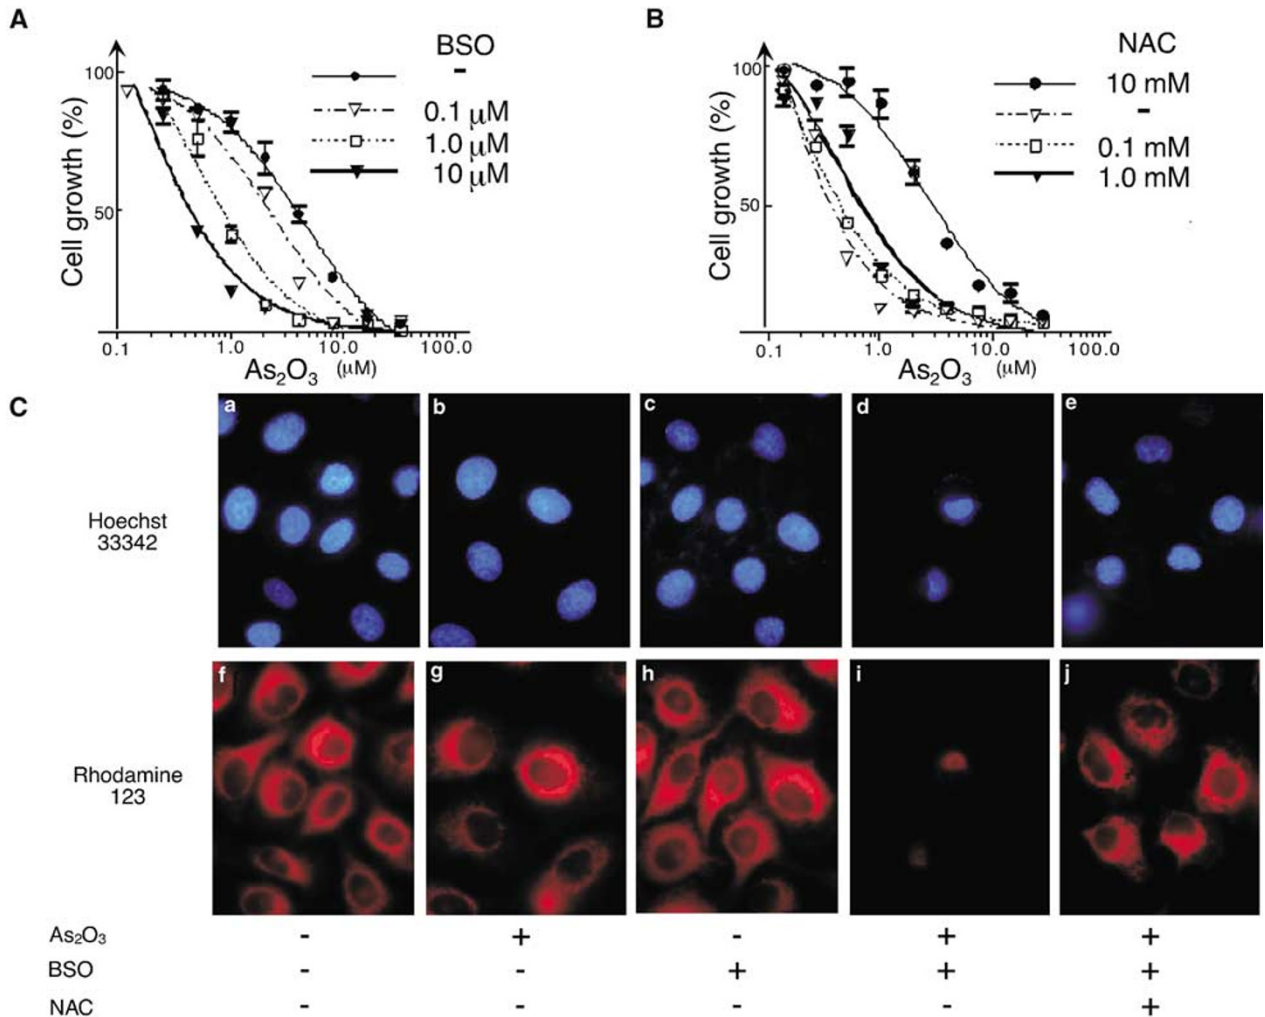 A
BSO
-
0.1 μM
1.0 μM
10 μM
100
50
Cell growth (%)
0.1 1.0 10.0 100.0
As₂O₃ (μM)
B
NAC
10 mM
-
0.1 mM
1.0 mM
100
50
Cell growth (%)
0.1 1.0 10.0 100.0
As₂O₃ (μM)
C
a b c d e
Hoechst
33342
f g h i j
Rhodamine
123
As₂O₃ - + - + +
BSO - - + + +
NAC - - - - +